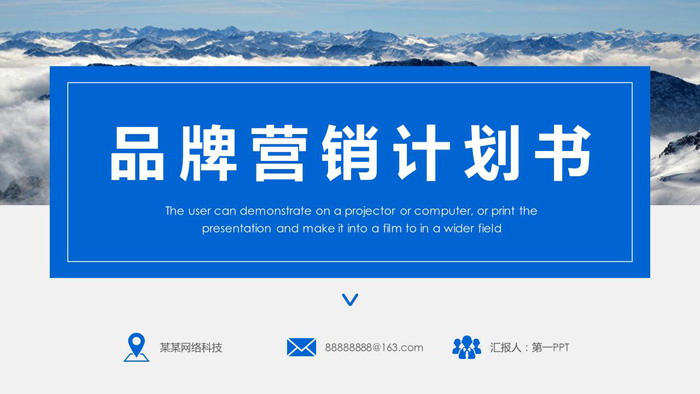 品牌营销计划书
The user can demonstrate on a projector or computer, or print the
presentation and make it into a film to in a wider field
某某网络科技
88888888@163.com
汇报人：第一PPT